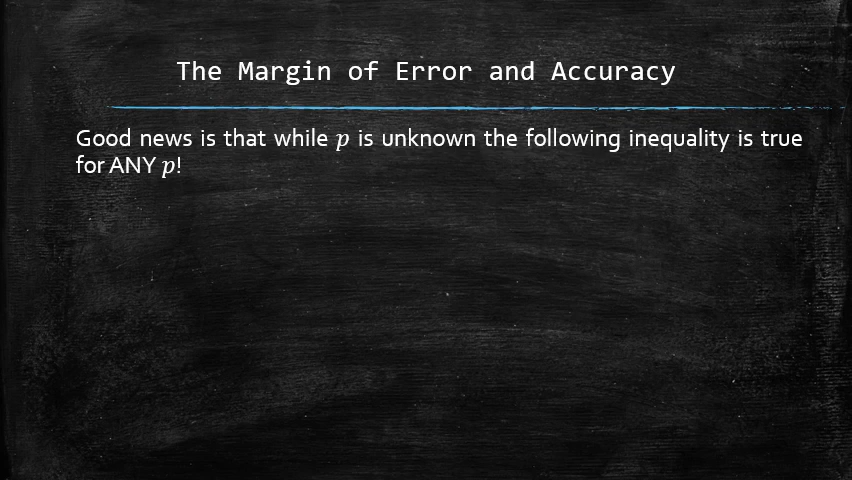 The Margin of Error and Accuracy
Good news is that while p is unknown the following inequality is true
for ANY p!